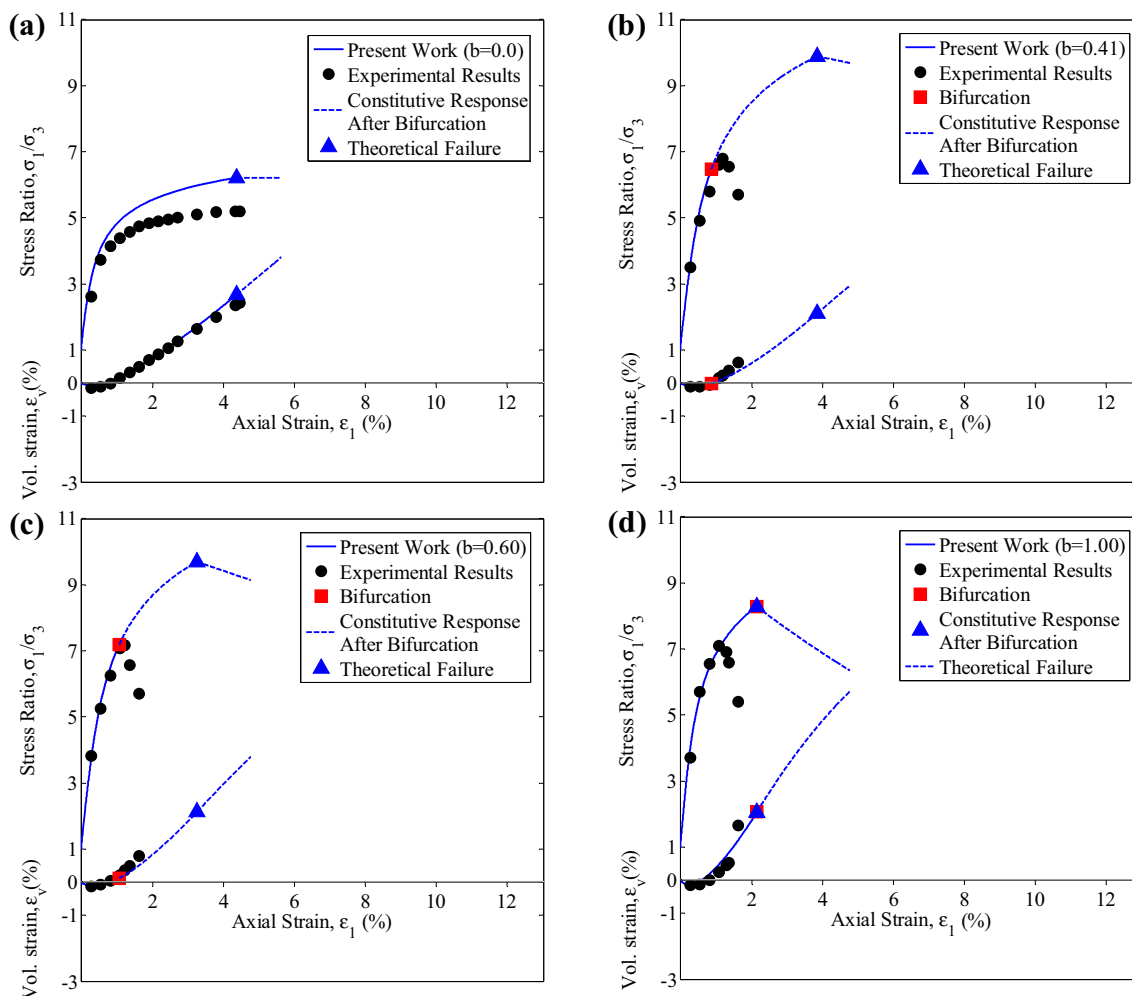 (a)
11
9
7
5
3
1
0
-1
-3
Stress Ratio, σ1/σ3
Vol. strain, εv(%)
2
4
6
8
10
12
Axial Strain, ε1 (%)
Present Work (b=0.0)
Experimental Results
Constitutive Response
After Bifurcation
Theoretical Failure
(b)
11
9
7
5
3
1
0
-1
-3
Stress Ratio, σ1/σ3
Vol. strain, εv(%)
2
4
6
8
10
12
Axial Strain, ε1 (%)
Present Work (b=0.41)
Experimental Results
Bifurcation
Constitutive Response
After Bifurcation
Theoretical Failure
(c)
11
9
7
5
3
1
0
-1
-3
Stress Ratio, σ1/σ3
Vol. strain, εv(%)
2
4
6
8
10
12
Axial Strain, ε1 (%)
Present Work (b=0.60)
Experimental Results
Bifurcation
Constitutive Response
After Bifurcation
Theoretical Failure
(d)
11
9
7
5
3
1
0
-1
-3
Stress Ratio, σ1/σ3
Vol. strain, εv(%)
2
4
6
8
10
12
Axial Strain, ε1 (%)
Present Work (b=1.00)
Experimental Results
Bifurcation
Constitutive Response
After Bifurcation
Theoretical Failure